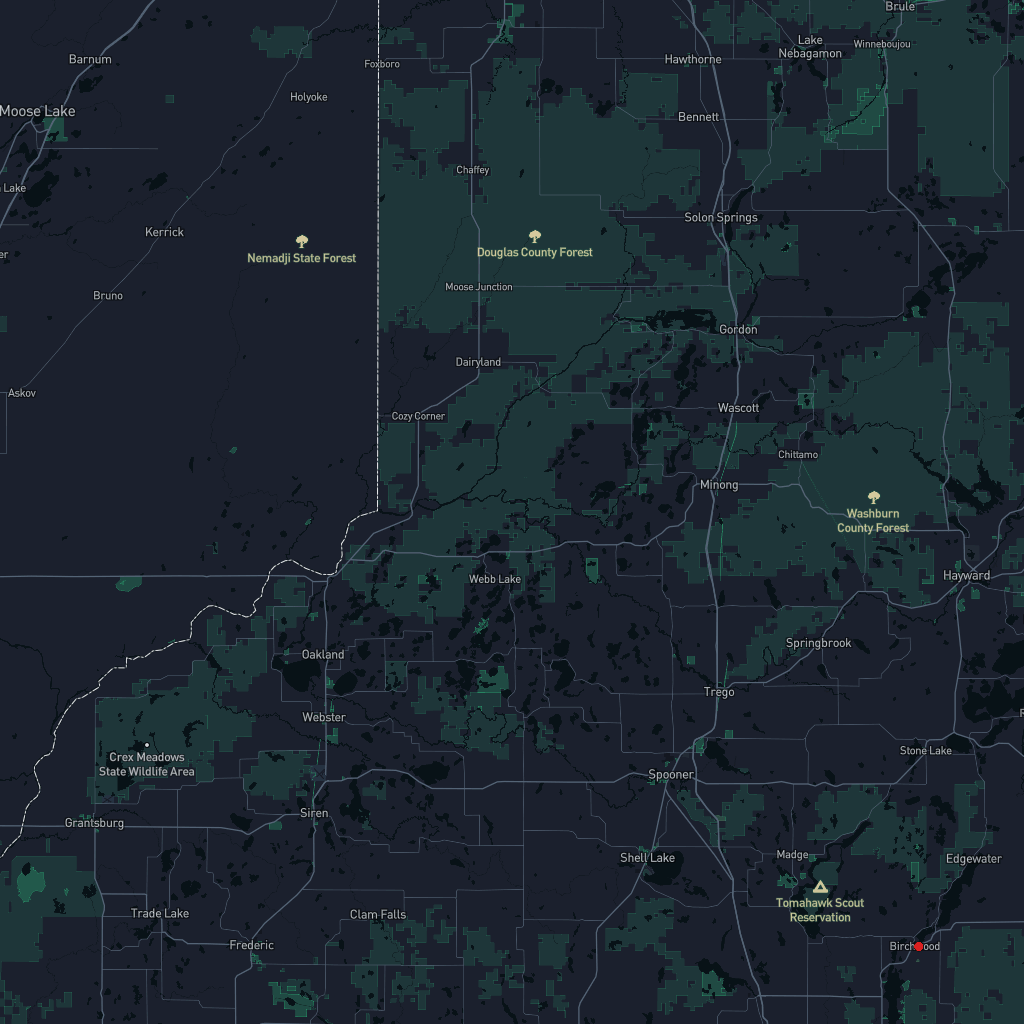 Brule
Lake
Nebagamon
Winneboujou
Barnum
Foxboro
Hawthorne
Holyoke
Moose Lake
Bennett
Chaffey
Lake
Solon Springs
Kerrick
Nemadji State Forest
Douglas County Forest
er
Moose Junction
Bruno
Gordon
Dairyland
Askov
Cozy Corner
Wascott
Chittamo
Minong
Washburn
County Forest
Webb Lake
Hayward
Springbrook
Oakland
Trego
Webster
Stone Lake
Crex Meadows
State Wildlife Area
Spooner
Siren
Grantsburg
Madge
Shell Lake
Edgewater
Tomahawk Scout
Reservation
Trade Lake
Clam Falls
Frederic
Birchwood